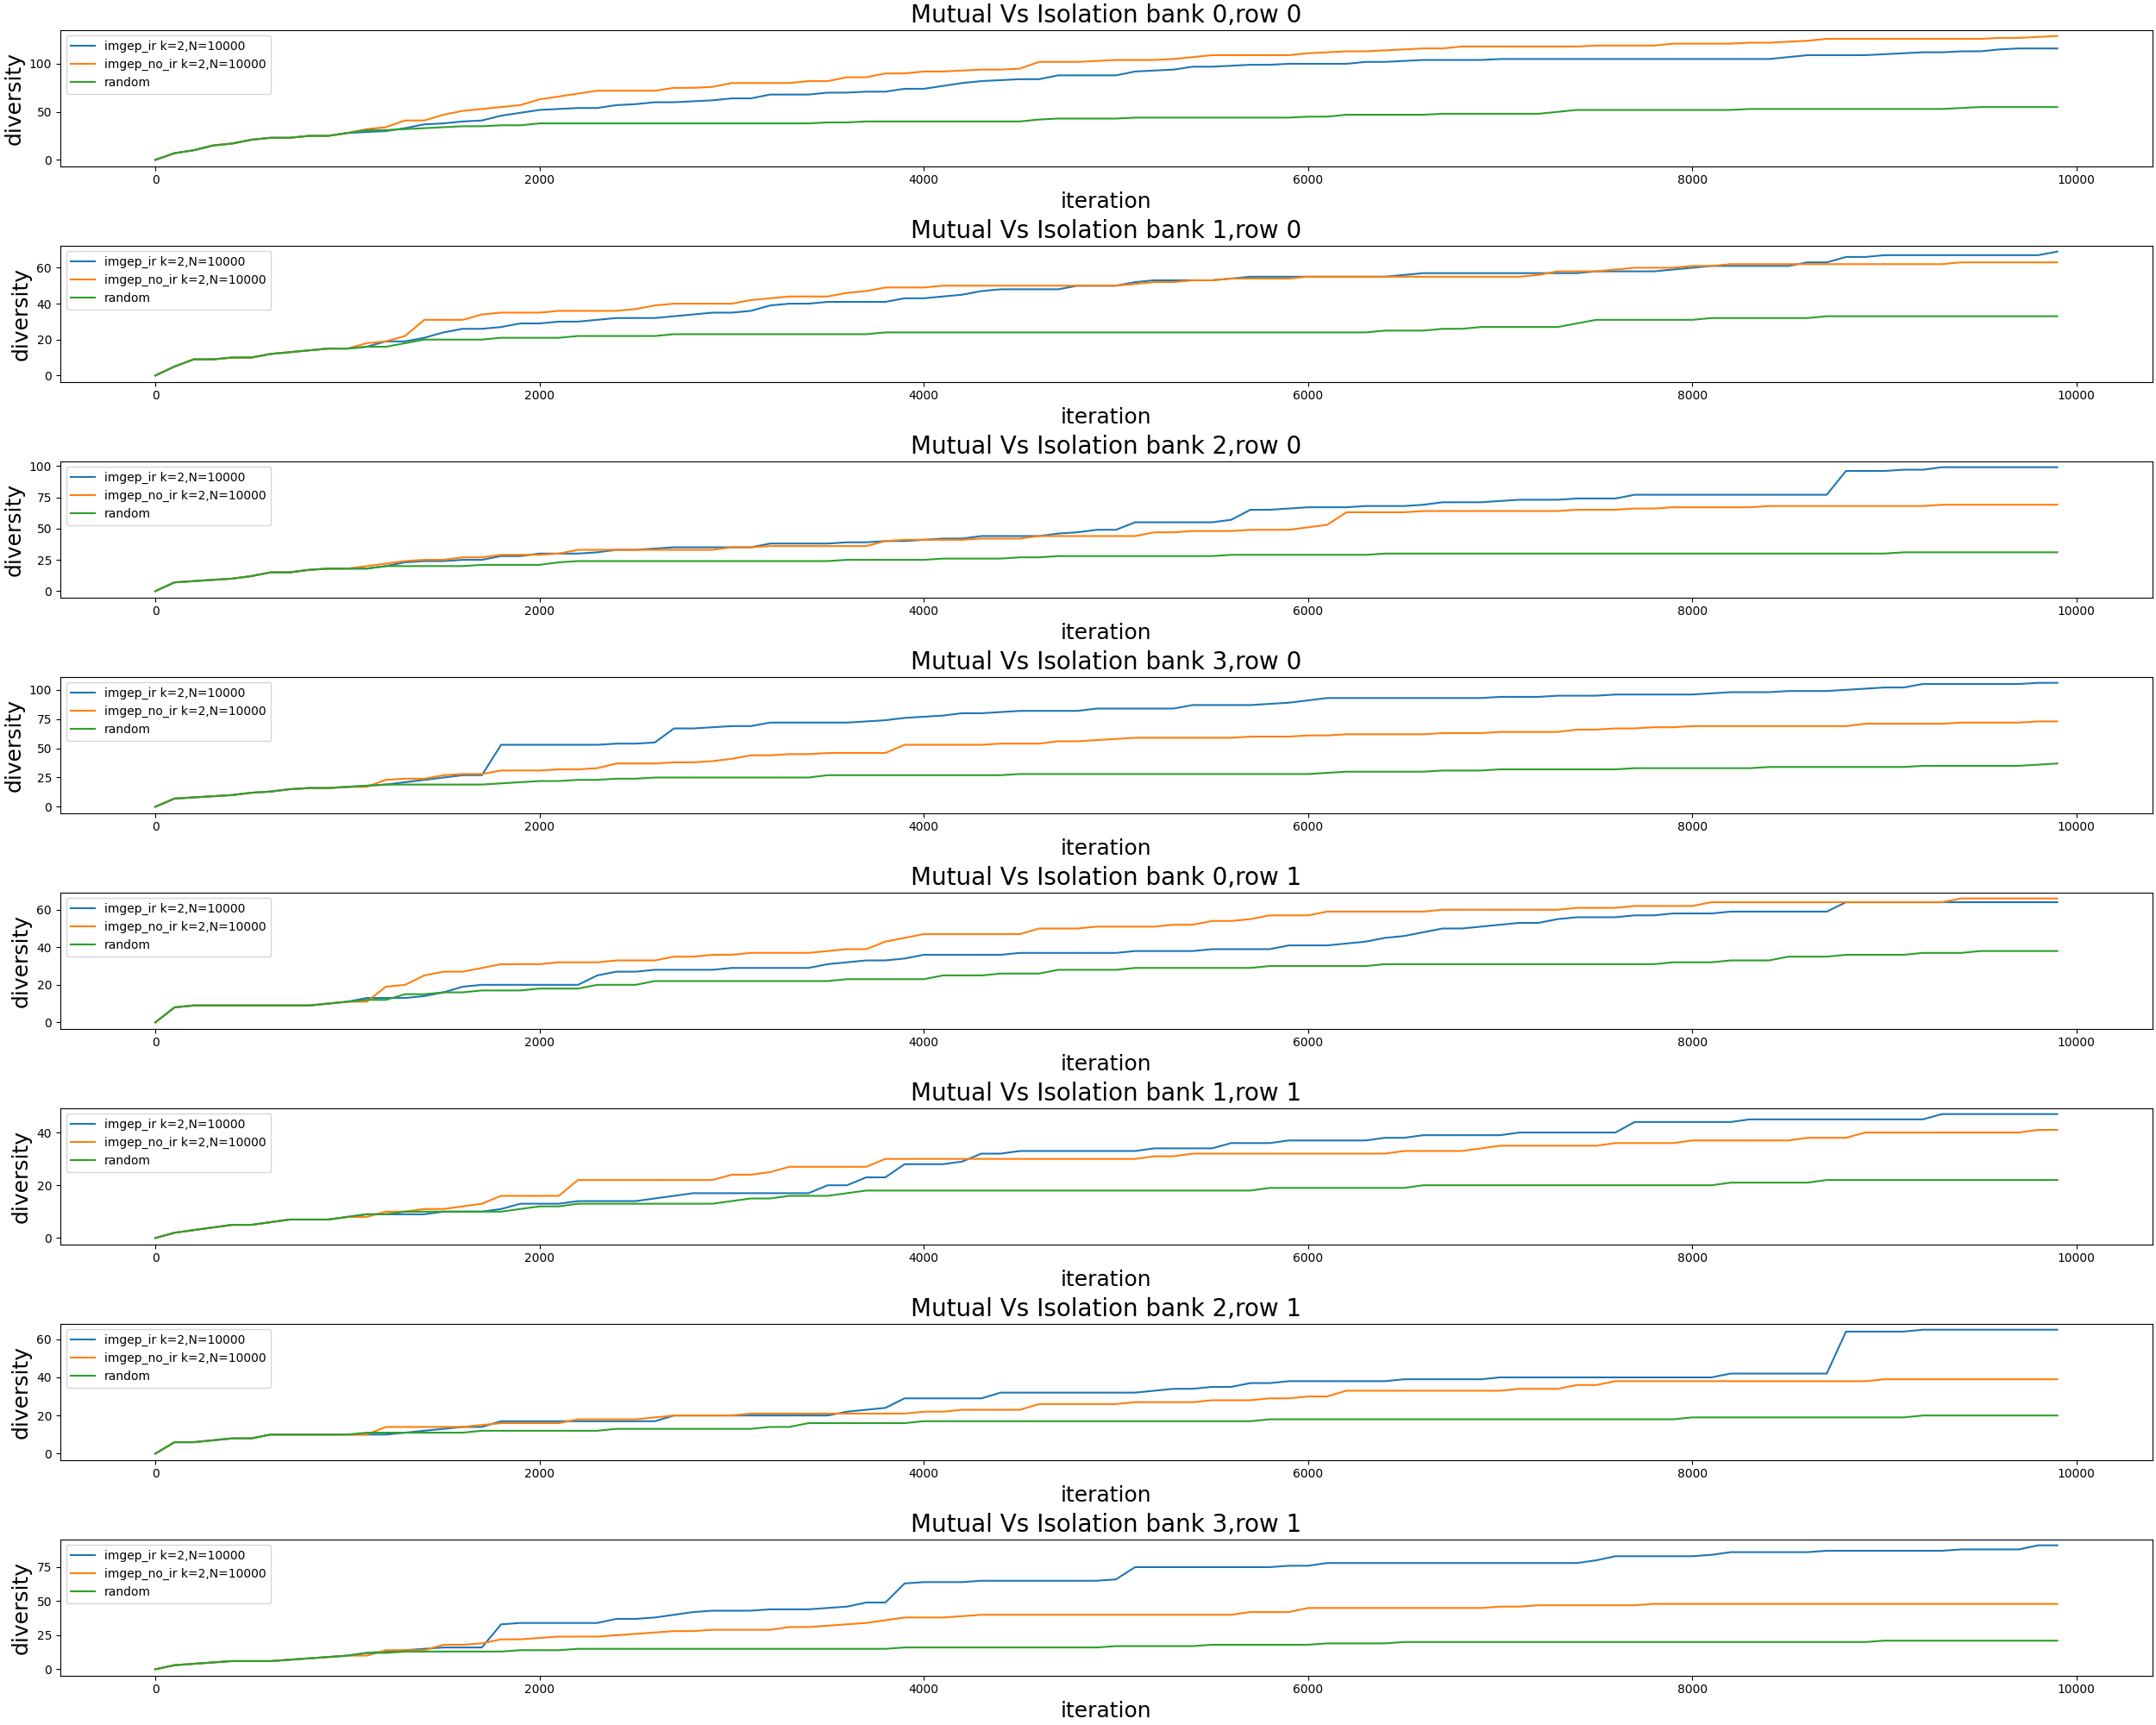 Mutual Vs Isolation bank 0,row 0
diversity
100
50
0
imgep_ir k=2,N=10000
imgep_no_ir k=2,N=10000
random
0 2000 4000 6000 8000 10000
iteration
Mutual Vs Isolation bank 1,row 0
diversity
60
40
20
0
imgep_ir k=2,N=10000
imgep_no_ir k=2,N=10000
random
0 2000 4000 6000 8000 10000
iteration
Mutual Vs Isolation bank 2,row 0
diversity
100
75
50
25
0
imgep_ir k=2,N=10000
imgep_no_ir k=2,N=10000
random
0 2000 4000 6000 8000 10000
iteration
Mutual Vs Isolation bank 3,row 0
diversity
100
75
50
25
0
imgep_ir k=2,N=10000
imgep_no_ir k=2,N=10000
random
0 2000 4000 6000 8000 10000
iteration
Mutual Vs Isolation bank 0,row 1
diversity
60
40
20
0
imgep_ir k=2,N=10000
imgep_no_ir k=2,N=10000
random
0 2000 4000 6000 8000 10000
iteration
Mutual Vs Isolation bank 1,row 1
diversity
40
20
0
imgep_ir k=2,N=10000
imgep_no_ir k=2,N=10000
random
0 2000 4000 6000 8000 10000
iteration
Mutual Vs Isolation bank 2,row 1
diversity
60
40
20
0
imgep_ir k=2,N=10000
imgep_no_ir k=2,N=10000
random
0 2000 4000 6000 8000 10000
iteration
Mutual Vs Isolation bank 3,row 1
diversity
75
50
25
0
imgep_ir k=2,N=10000
imgep_no_ir k=2,N=10000
random
0 2000 4000 6000 8000 10000
iteration